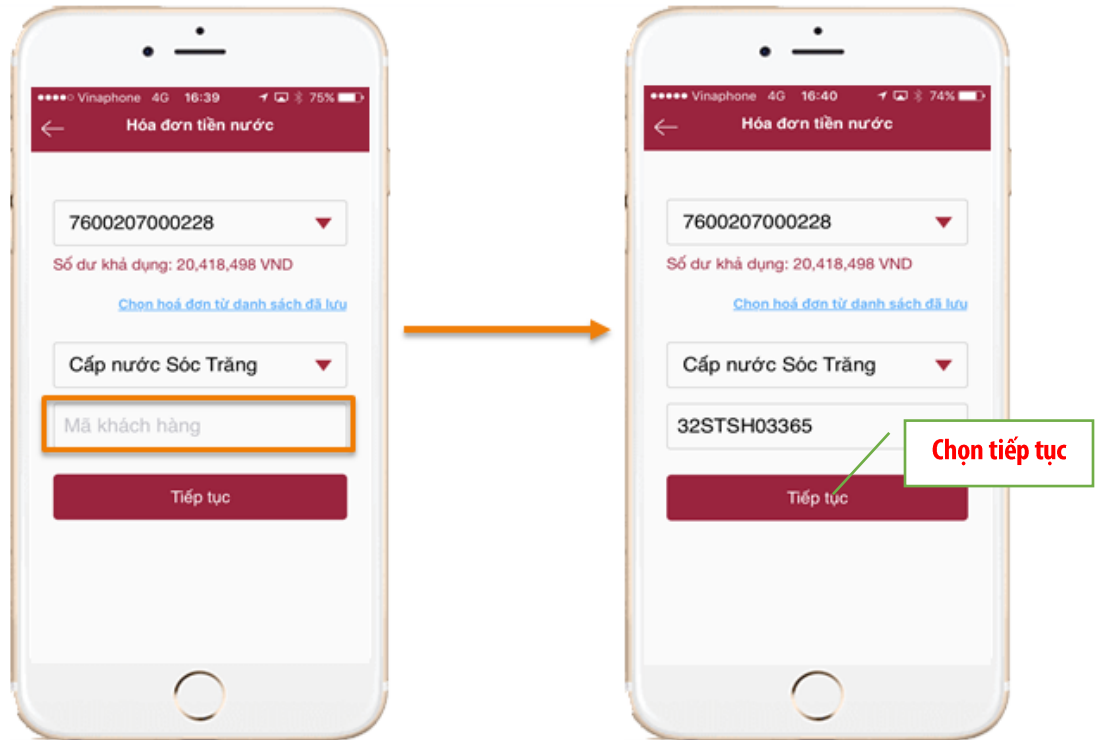 Vinaphone 4G 16:39 75%
Hóa đơn tiền nước
7600207000228
Số dư khả dụng: 20,418,498 VND
Chọn hoá đơn từ danh sách đã lưu
Cấp nước Sóc Trăng
Mã khách hàng
Tiếp tục
Vinaphone 4G 16:40 74%
Hóa đơn tiền nước
7600207000228
Số dư khả dụng: 20,418,498 VND
Chọn hoá đơn từ danh sách đã lưu
Cấp nước Sóc Trăng
32STSH03365
Chọn tiếp tục
Tiếp tục